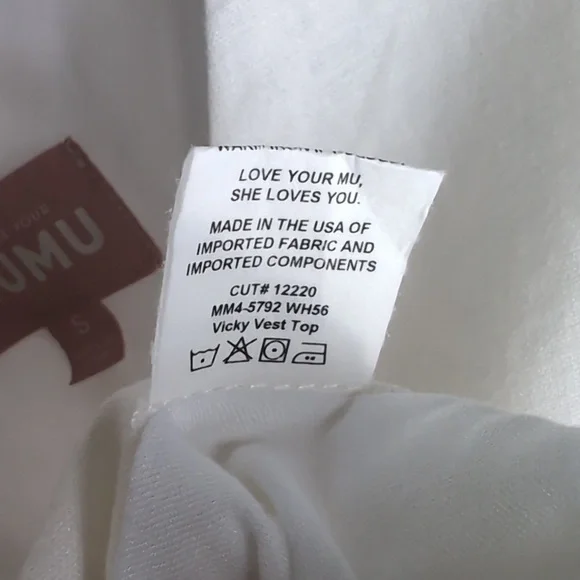 LOVE YOUR MU,
SHE LOVES YOU.
MADE IN THE USA OF
IMPORTED FABRIC AND
IMPORTED COMPONENTS
CUT# 12220
MM4-5792 WH56
Vicky Vest Top
YOUR
UMU
S